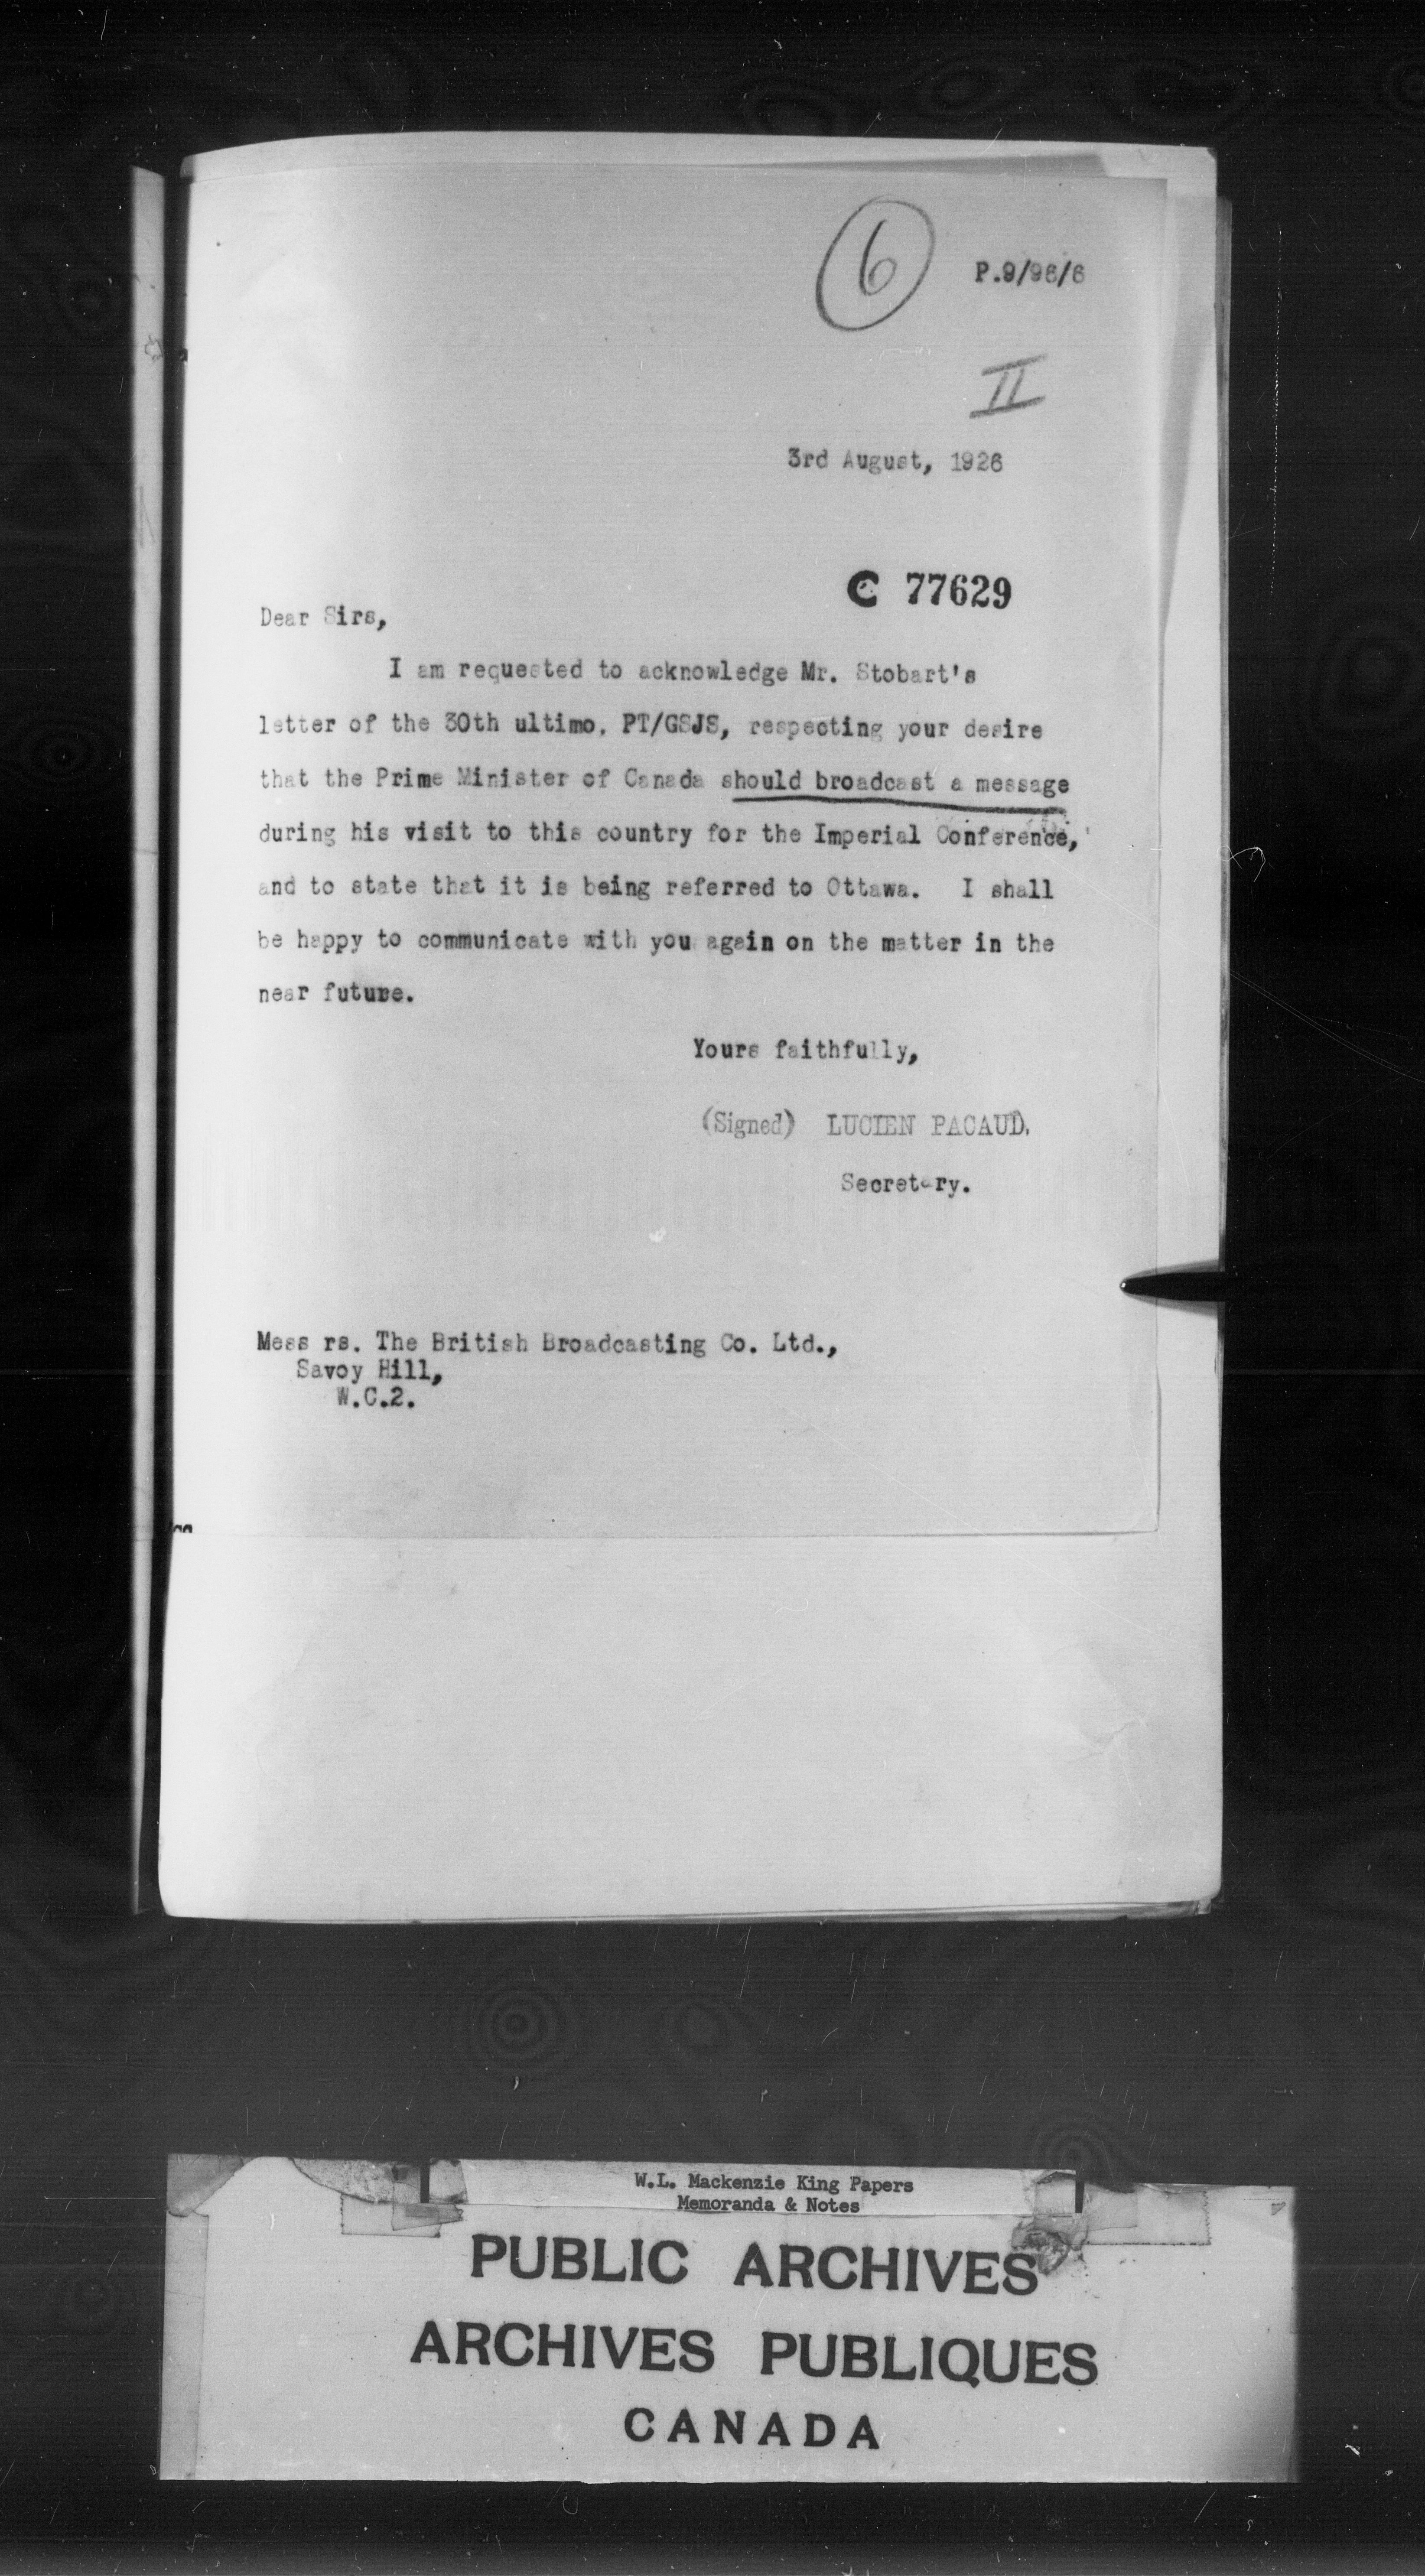 6
P.9/96/6
II
3rd August, 1926
C 77629
Dear Sirs,
I am requested to acknowledge Mr. Stobart's
letter of the 30th ultimo. PT/GSJS, respecting your desire
that the Prime Minister of Canada should broadcast a message
during his visit to this country for the Imperial Conference,
and to state that it is being referred to Ottawa. I shall
be happy to communicate with you again on the matter in the
near future.
Yours faithfully,
(Signed) LUCIEN PACAUD.
Secretary.
Mess rs. The British Broadcasting Co. Ltd.,
Savoy Hill,
W.C.2.
W.L. Mackenzie King Papers
Memoranda & Notes
PUBLIC ARCHIVES
ARCHIVES PUBLIQUES
CANADA